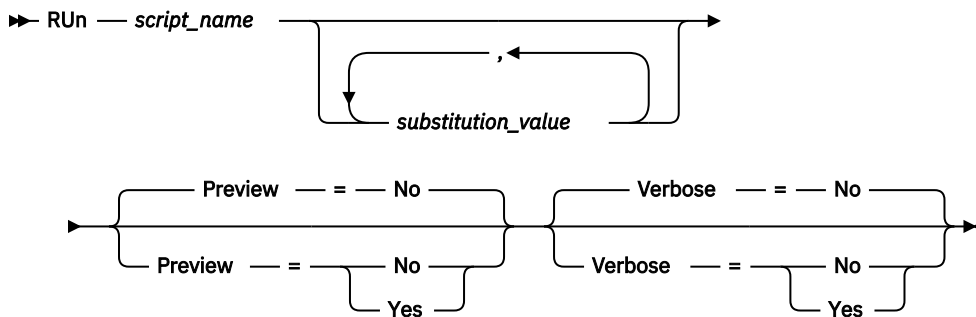 RUn script_name
,
substitution_value
Preview = No Verbose = No
Preview = No Verbose = No
Yes Yes